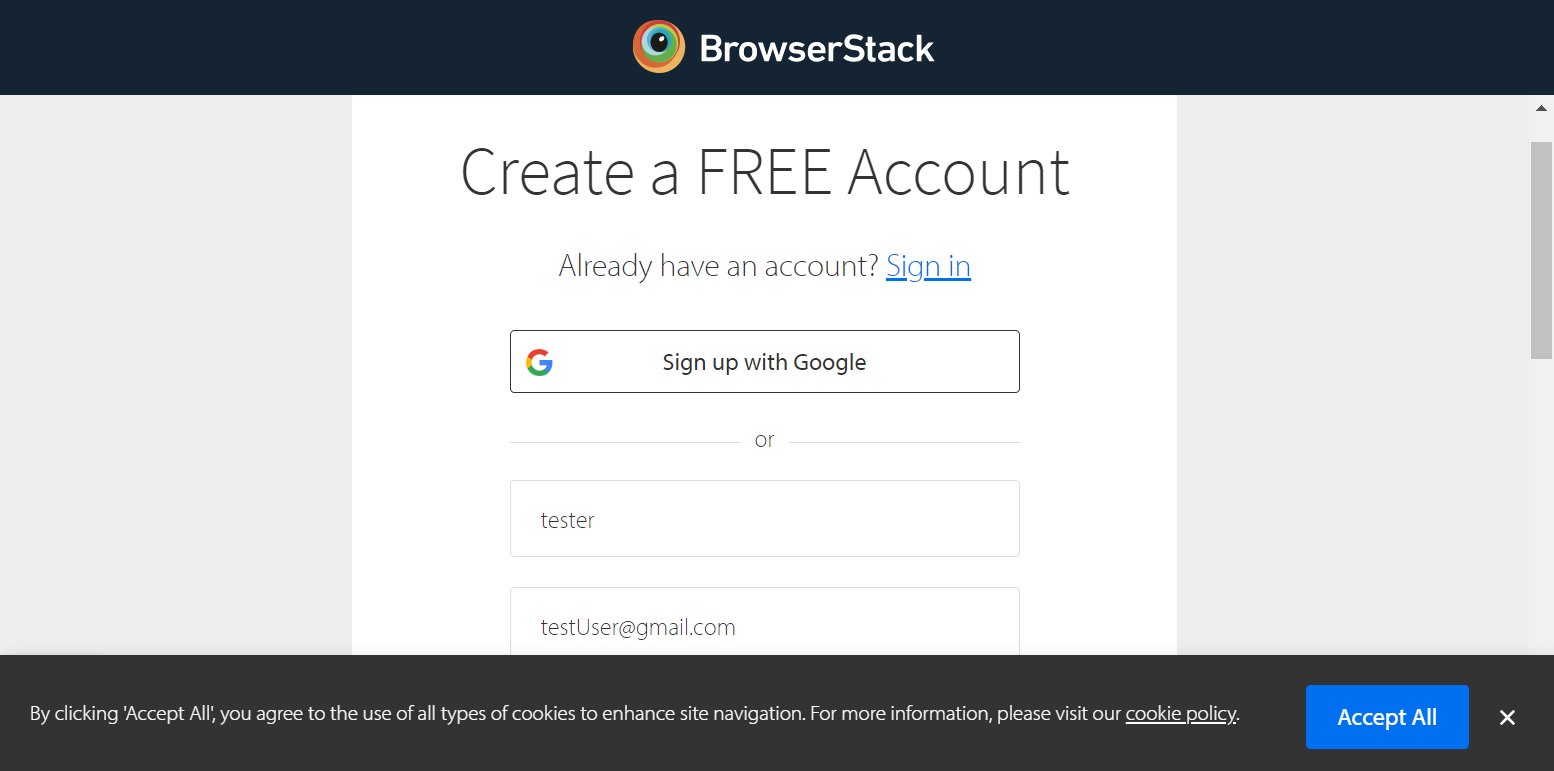 BrowserStack
Create a FREE Account
Already have an account? Sign in
Sign up with Google
or
tester
testUser@gmail.com
By clicking 'Accept All', you agree to the use of all types of cookies to enhance site navigation. For more information, please visit our cookie policy.
Accept All